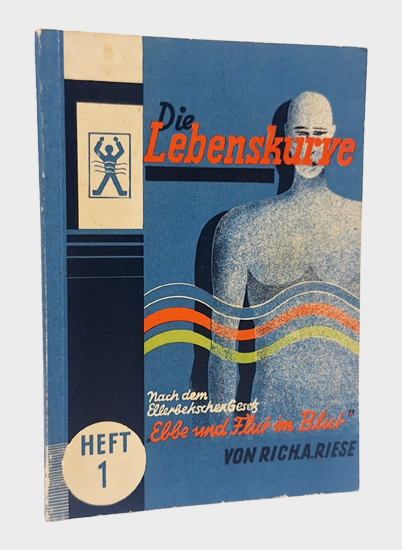 Die
Lebenskurve
Nach dem
Ellerbekschen Gesetz
„Ebbe und Flut im Blut"
VON RICH.A.RIESE
HEFT
1